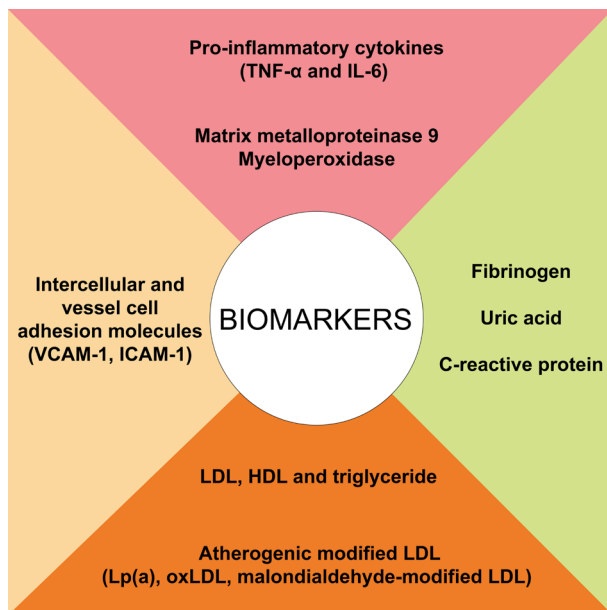 Pro-inflammatory cytokines
(TNF-α and IL-6)
Matrix metalloproteinase 9
Myeloperoxidase
Intercellular and
vessel cell
adhesion molecules
(VCAM-1, ICAM-1)
BIOMARKERS
Fibrinogen
Uric acid
C-reactive protein
LDL, HDL and triglyceride
Atherogenic modified LDL
(Lp(a), oxLDL, malondialdehyde-modified LDL)